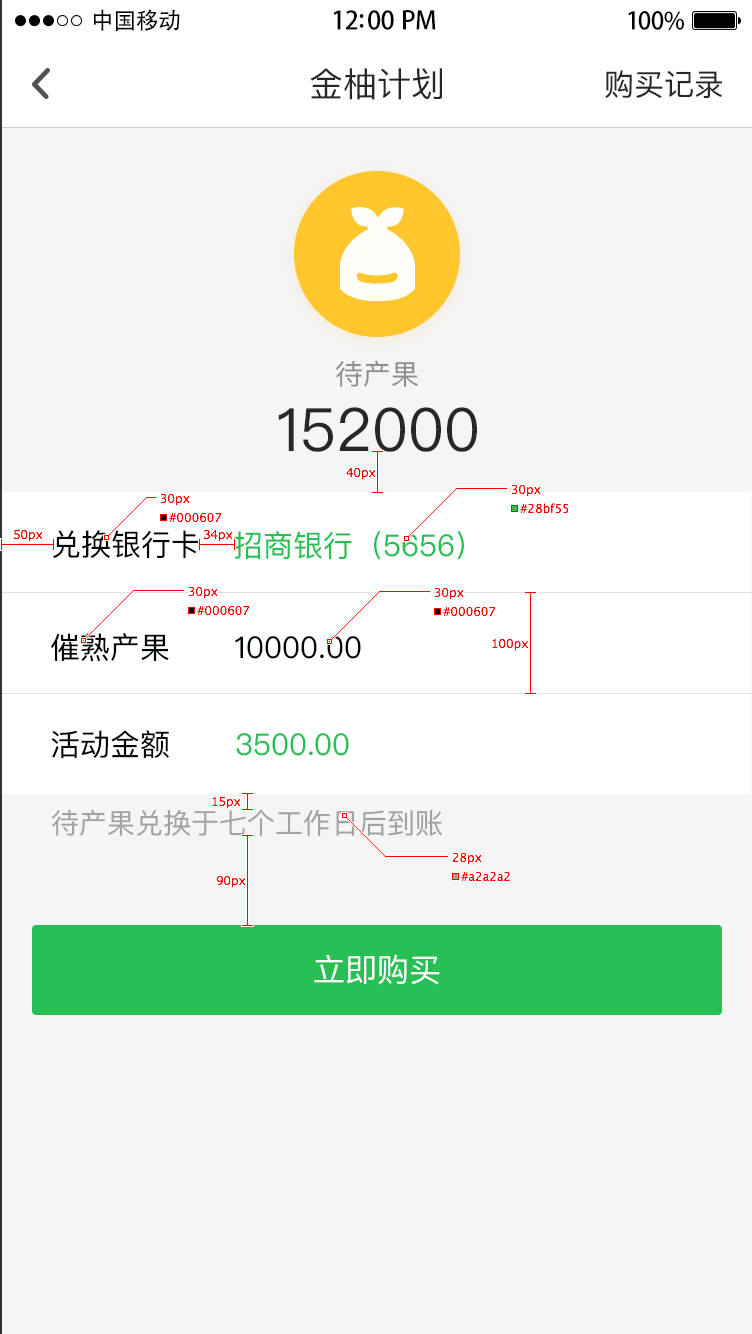 中国移动 12:00 PM 100%
金柚计划 购买记录
待产果
152000
40px
30px 30px
#000607 #28bf55
50px 兑换银行卡 34px 招商银行（5656）
30px 30px
#000607 #000607
催熟产果 10000.00 100px
活动金额 3500.00
15px
待产果兑换于七个工作日后到账
28px
90px #a2a2a2
立即购买